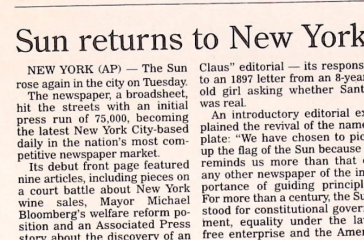 Sun returns to New York
NEW YORK (AP) — The Sun
rose again in the city on Tuesday.
The newspaper, a broadsheet,
hit the streets with an initial
press run of 75,000, becoming
the latest New York City-based
daily in the nation's most com-
petitive newspaper market.
Its debut front page featured
nine articles, including pieces on
a court battle about New York
wine sales, Mayor Michael
Bloomberg's welfare reform po-
sition and an Associated Press
story about the discovery of an
Claus" editorial — its respons
to an 1897 letter from an 8-yea
old girl asking whether Sant
was real.
An introductory editorial ex
plained the revival of the name
plate: "We have chosen to pic
up the flag of the Sun because
reminds us more than that
any other newspaper of the im
portance of guiding principl
For more than a century, the Su
stood for constitutional gover
ment, equality under the la
free enterprise and the Amer